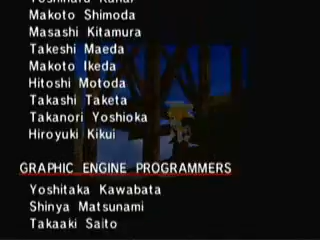 Makoto Shimoda
Masashi Kitamura
Takeshi Maeda
Makoto Ikeda
Hitoshi Motoda
Takashi Taketa
Takanori Yoshioka
Hiroyuki Kikui
GRAPHIC ENGINE PROGRAMMERS
Yoshitaka Kawabata
Shinya Matsunami
Takaaki Saito